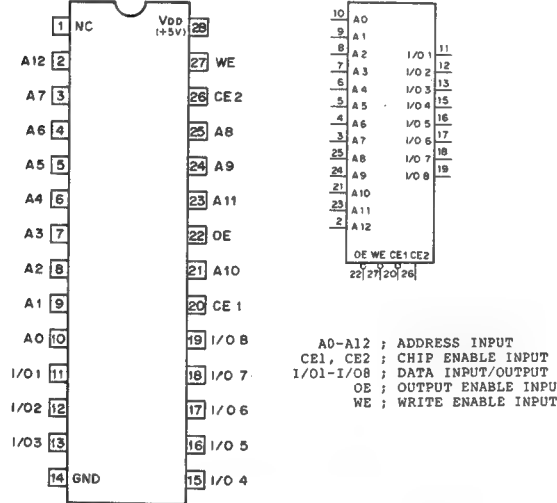 1 NC VDD 28
(+5V)
A12 2 27 WE
A7 3 26 CE2
A6 4 25 A8
A5 5 24 A9
A4 6 23 A11
A3 7 22 OE
A2 8 21 A10
A1 9 20 CE 1
A0 10 19 I/O 8
I/O1 11 18 I/O 7
I/O2 12 17 I/O 6
I/O3 13 16 I/O 5
14 GND 15 I/O 4
10 A0
9 A1
8 A2 I/O 1 11
7 A3 I/O 2 12
6 A4 I/O 3 13
5 A5 I/O 4 15
4 A6 I/O 5 16
3 A7 I/O 6 17
25 A8 I/O 7 18
24 A9 I/O 8 19
21 A10
23 A11
2 A12
OE WE CE1 CE2
22 27 20 26
A0-A12 ; ADDRESS INPUT
CE1, CE2 ; CHIP ENABLE INPUT
I/O1-I/O8 ; DATA INPUT/OUTPUT
OE ; OUTPUT ENABLE INPU
WE ; WRITE ENABLE INPUT